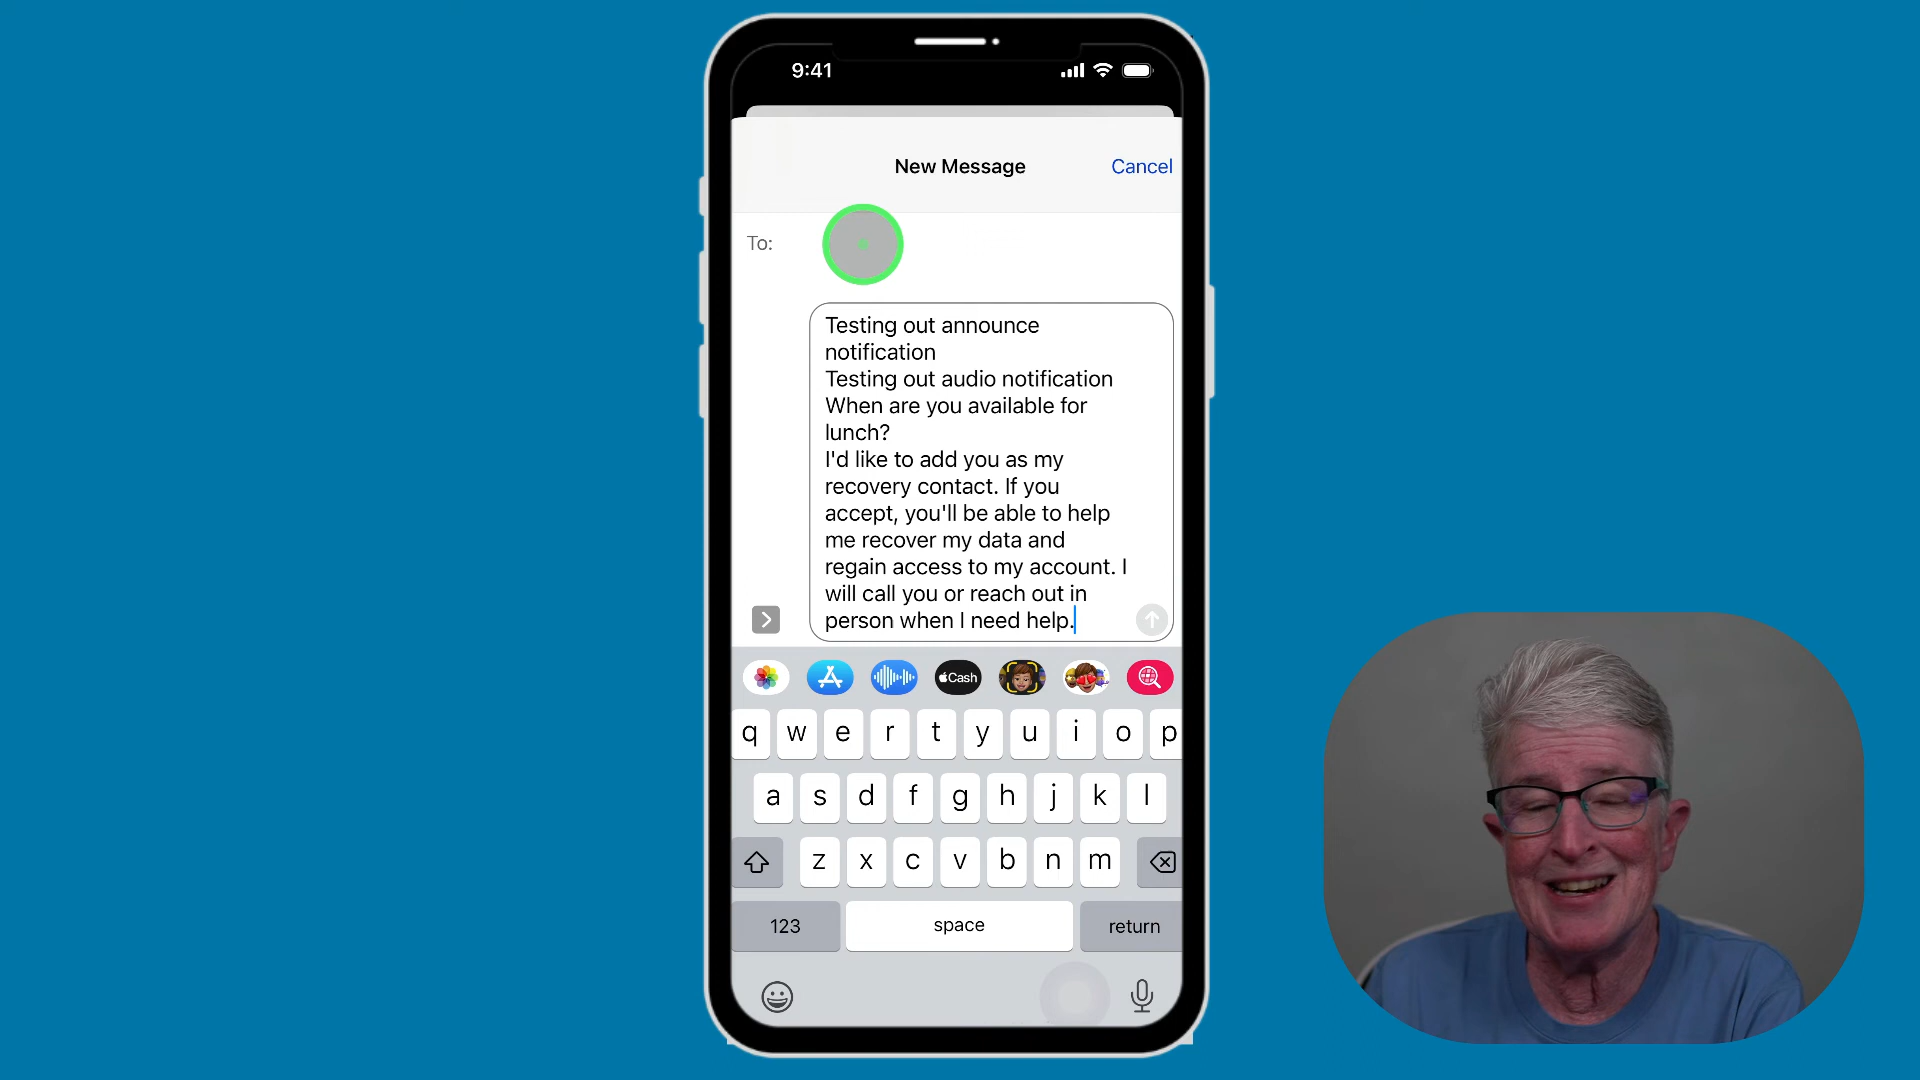 9:41
New Message
Cancel
To:
Testing out announce
notification
Testing out audio notification
When are you available for
lunch?
I'd like to add you as my
recovery contact. If you
accept, you'll be able to help
me recover my data and
regain access to my account. I
will call you or reach out in
person when I need help.
Cash
q w e r t y u i o p
a s d f g h j k l
z x c v b n m
123 space return